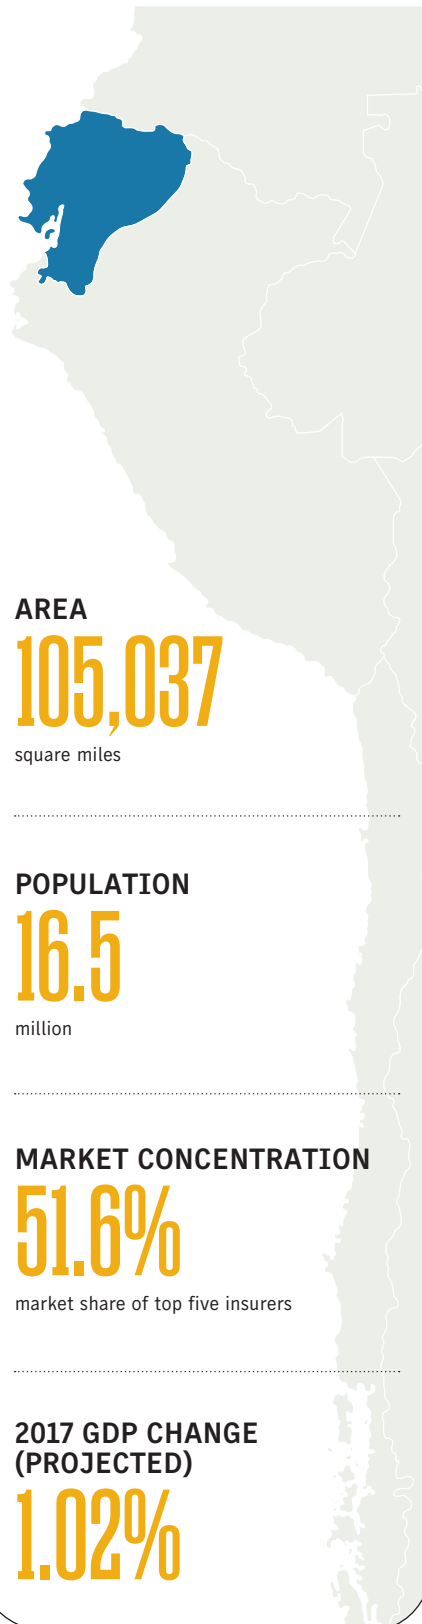 AREA
105,037
square miles
POPULATION
16.5
million
MARKET CONCENTRATION
51.6%
market share of top five insurers
2017 GDP CHANGE
(PROJECTED)
1.02%